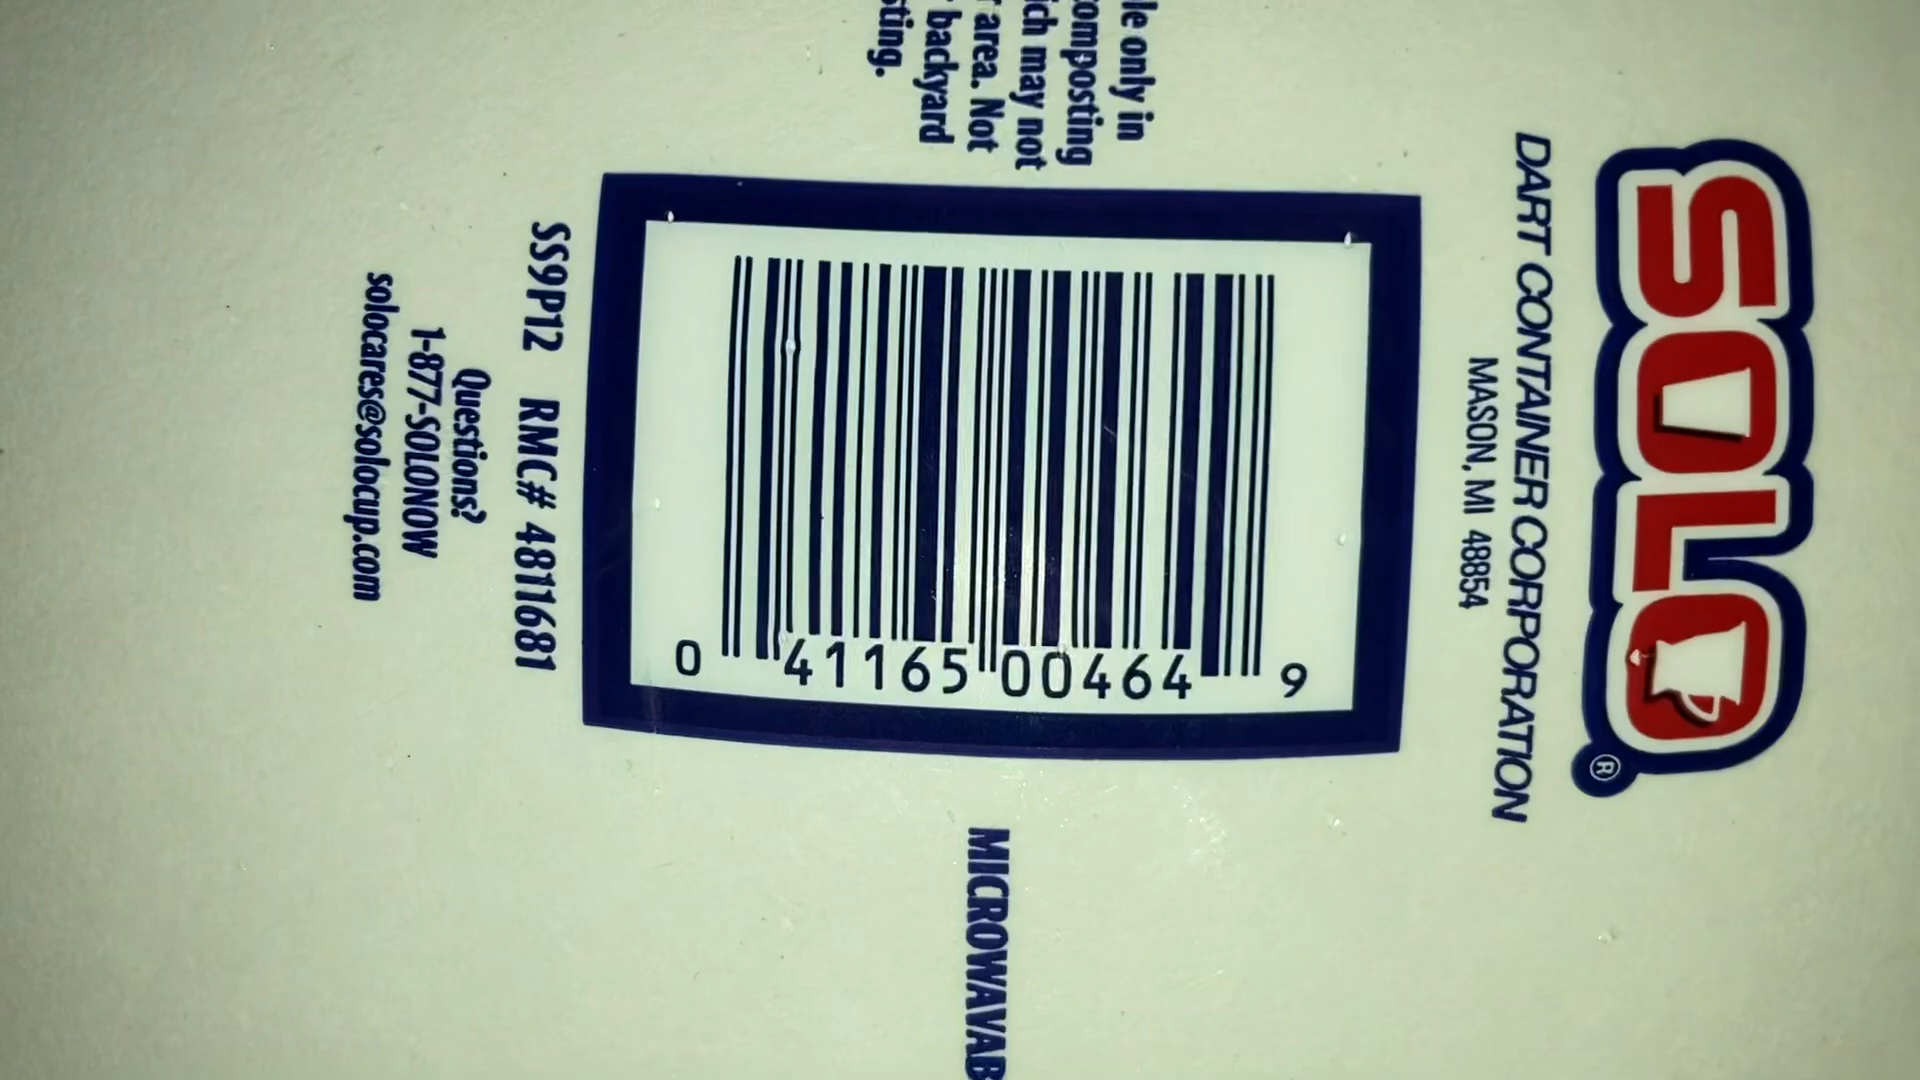 le only in
composting
ich may not
area. Not
backyard
sting.
SOLO®
DART CONTAINER CORPORATION
MASON, MI 48854
0 41165 00464 9
SS9P12 RMC# 4811681
Questions?
1-877-SOLONOW
solocares@solocup.com
MICROWAVAB